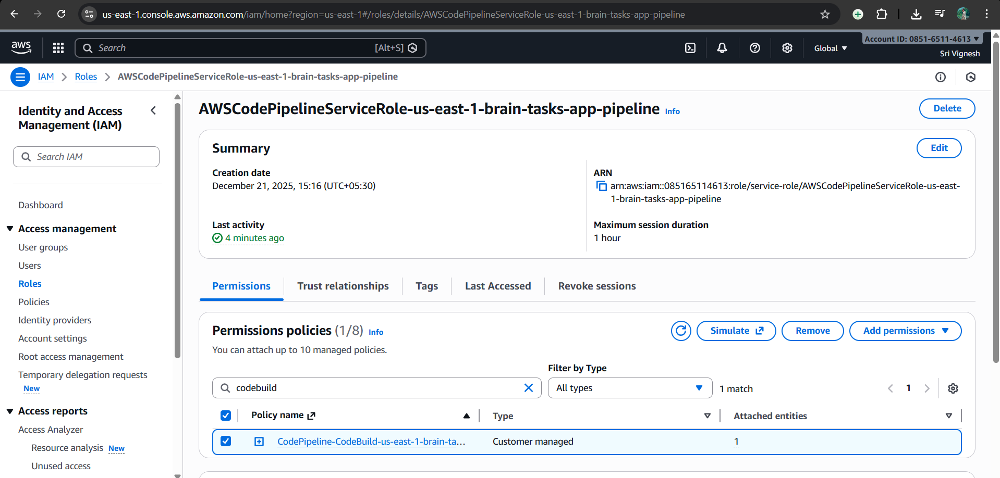 us-east-1.console.aws.amazon.com/iam/home?region=us-east-1#/roles/details/AWSCodePipelineServiceRole-us-east-1-brain-tasks-app-pipeline
aws
Search
[Alt+S]
Global
Account ID: 0851-6511-4613
Sri Vignesh
IAM
Roles
AWSCodePipelineServiceRole-us-east-1-brain-tasks-app-pipeline
Identity and Access
Management (IAM)
Search IAM
Dashboard
Access management
User groups
Users
Roles
Policies
Identity providers
Account settings
Root access management
Temporary delegation requests
New
Access reports
Access Analyzer
Resource analysis New
Unused access
AWSCodePipelineServiceRole-us-east-1-brain-tasks-app-pipeline Info
Delete
Summary
Edit
Creation date
December 21, 2025, 15:16 (UTC+05:30)
ARN
arn:aws:iam::085165114613:role/service-role/AWSCodePipelineServiceRole-us-east-
1-brain-tasks-app-pipeline
Last activity
4 minutes ago
Maximum session duration
1 hour
Permissions
Trust relationships
Tags
Last Accessed
Revoke sessions
Permissions policies (1/8) Info
Simulate
Remove
Add permissions
You can attach up to 10 managed policies.
Filter by Type
codebuild
All types
1 match
1
Policy name
Type
Attached entities
CodePipeline-CodeBuild-us-east-1-brain-ta...
Customer managed
1